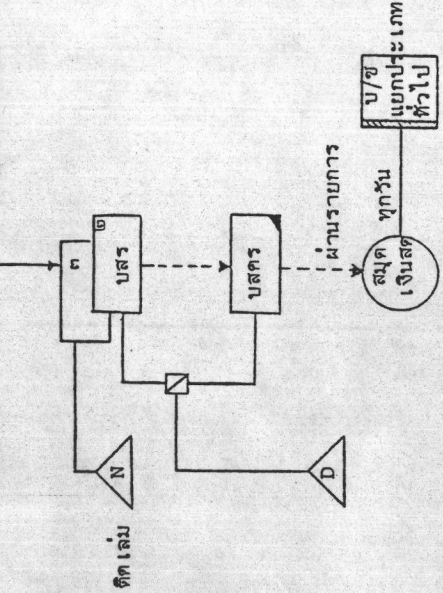 ๓
๒
บสร
N
ติดเล่ม
บสคร
D
ผ่านรายการ
สมุด
เงินสด
ทุกวัน
บ/ช
แยกประเภท
ทั่วไป